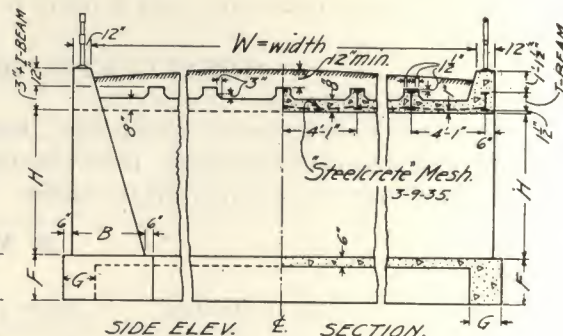 12"
W=width
12"
12"min.
1½"
3"+I-BEAM
12"
3"
8"
8"
4'-1"
4'-1"
6"
1'-1½"
I-BEAM
1½"
"Steelcrete" Mesh.
3-9-35.
H
H
6"
B
6"
6"
G
F
F
G
SIDE ELEV.
℄
SECTION.